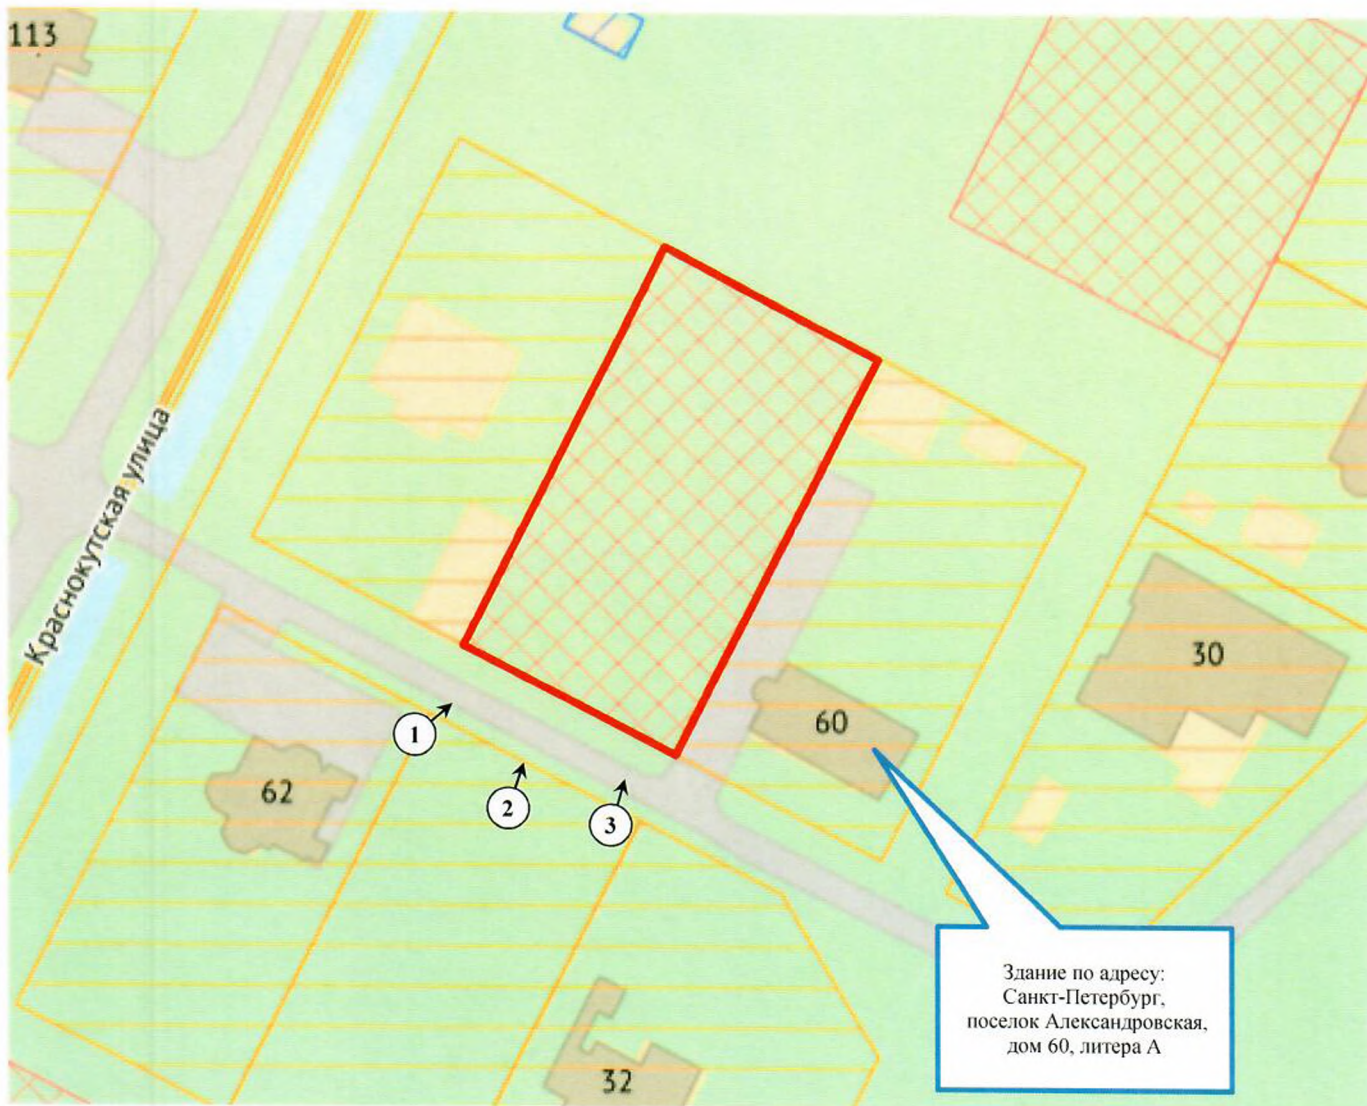 113
Краснокутская улица
1
2
3
62
60
30
32
Здание по адресу:
Санкт-Петербург,
поселок Александровская,
дом 60, литера А